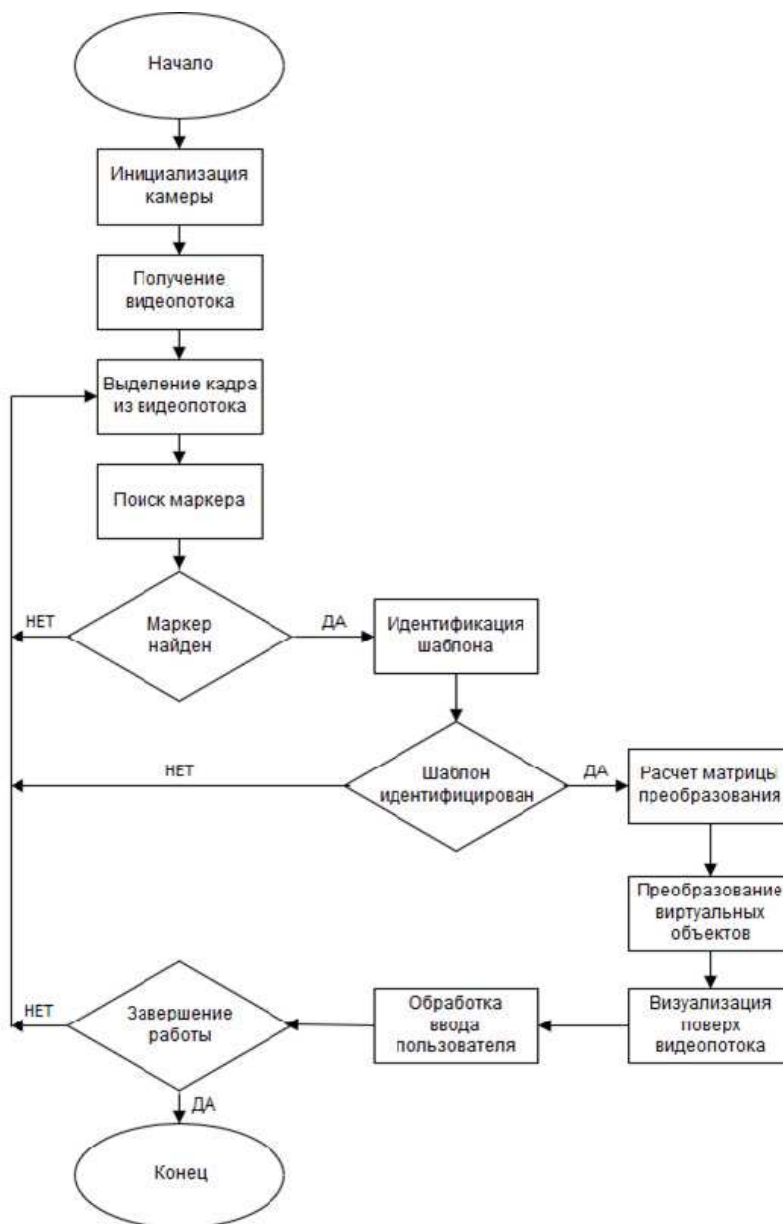 Начало
Инициализация
камеры
Получение
видеопотока
Выделение кадра
из видеопотока
Поиск маркера
НЕТ
Маркер
найден
ДА
Идентификация
шаблона
НЕТ
Шаблон
идентифицирован
ДА
Расчет матрицы
преобразования
Преобразование
виртуальных
объектов
Визуализация
поверх
видеопотока
Обработка
ввода
пользователя
Завершение
работы
НЕТ
ДА
Конец